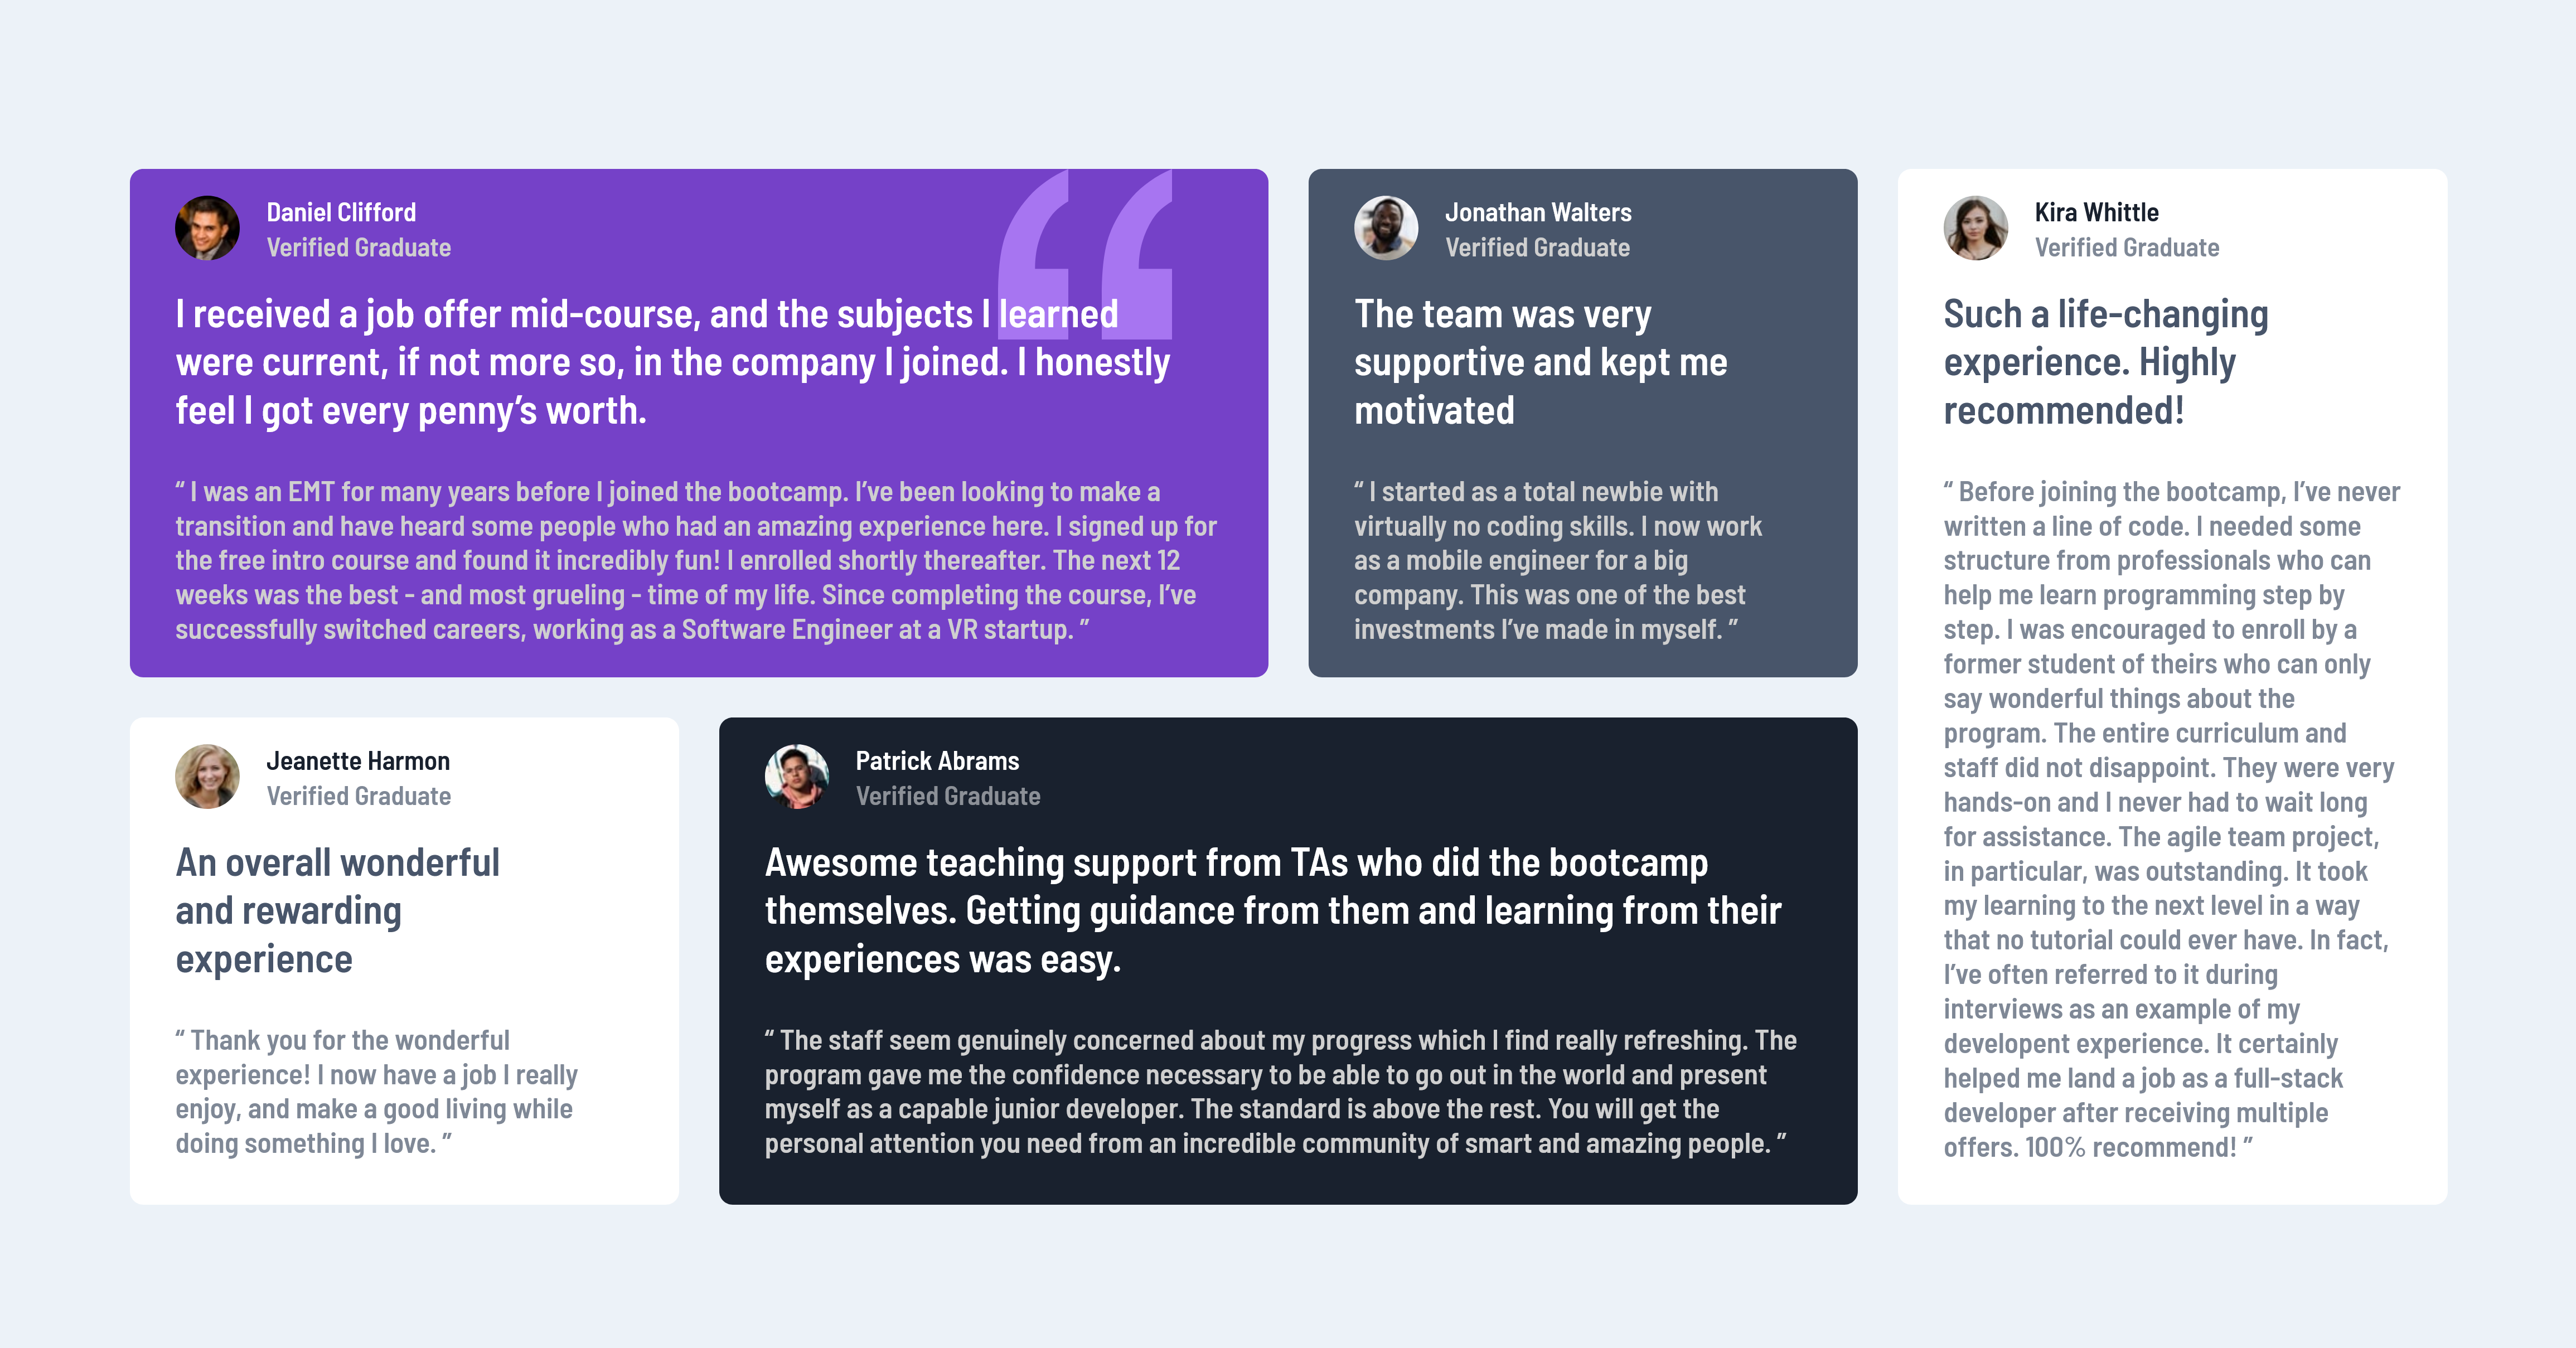 Daniel Clifford
Verified Graduate
I received a job offer mid-course, and the subjects I learned
were current, if not more so, in the company I joined. I honestly
feel I got every penny’s worth.
“ I was an EMT for many years before I joined the bootcamp. I’ve been looking to make a
transition and have heard some people who had an amazing experience here. I signed up for
the free intro course and found it incredibly fun! I enrolled shortly thereafter. The next 12
weeks was the best - and most grueling - time of my life. Since completing the course, I’ve
successfully switched careers, working as a Software Engineer at a VR startup. ”
Jonathan Walters
Verified Graduate
The team was very
supportive and kept me
motivated
“ I started as a total newbie with
virtually no coding skills. I now work
as a mobile engineer for a big
company. This was one of the best
investments I’ve made in myself. ”
Kira Whittle
Verified Graduate
Such a life-changing
experience. Highly
recommended!
“ Before joining the bootcamp, I’ve never
written a line of code. I needed some
structure from professionals who can
help me learn programming step by
step. I was encouraged to enroll by a
former student of theirs who can only
say wonderful things about the
program. The entire curriculum and
staff did not disappoint. They were very
hands-on and I never had to wait long
for assistance. The agile team project,
in particular, was outstanding. It took
my learning to the next level in a way
that no tutorial could ever have. In fact,
I’ve often referred to it during
interviews as an example of my
developent experience. It certainly
helped me land a job as a full-stack
developer after receiving multiple
offers. 100% recommend! ”
Jeanette Harmon
Verified Graduate
An overall wonderful
and rewarding
experience
“ Thank you for the wonderful
experience! I now have a job I really
enjoy, and make a good living while
doing something I love. ”
Patrick Abrams
Verified Graduate
Awesome teaching support from TAs who did the bootcamp
themselves. Getting guidance from them and learning from their
experiences was easy.
“ The staff seem genuinely concerned about my progress which I find really refreshing. The
program gave me the confidence necessary to be able to go out in the world and present
myself as a capable junior developer. The standard is above the rest. You will get the
personal attention you need from an incredible community of smart and amazing people. ”